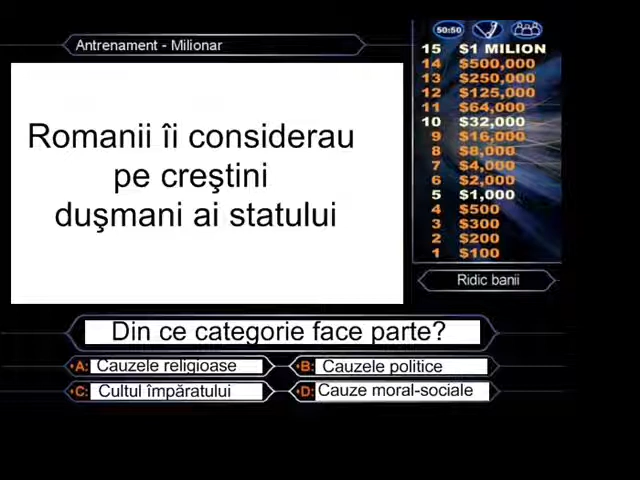 Antrenament - Milionar
50:50
15 $1 MILION
14 $500,000
13 $250,000
12 $125,000
11 $64,000
10 $32,000
9 $16,000
8 $8,000
7 $4,000
6 $2,000
5 $1,000
4 $500
3 $300
2 $200
1 $100
Romanii îi considerau
pe creştini
duşmani ai statului
Ridic banii
Din ce categorie face parte?
A: Cauzele religioase
B: Cauzele politice
C: Cultul împăratului
D: Cauze moral-sociale